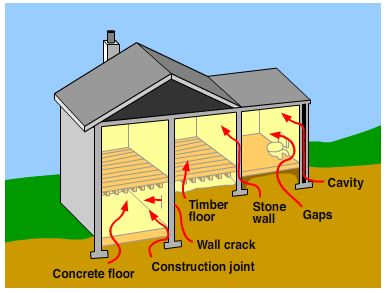 Cavity
Timber
floor
Stone
wall
Gaps
Wall crack
Concrete floor
Construction joint